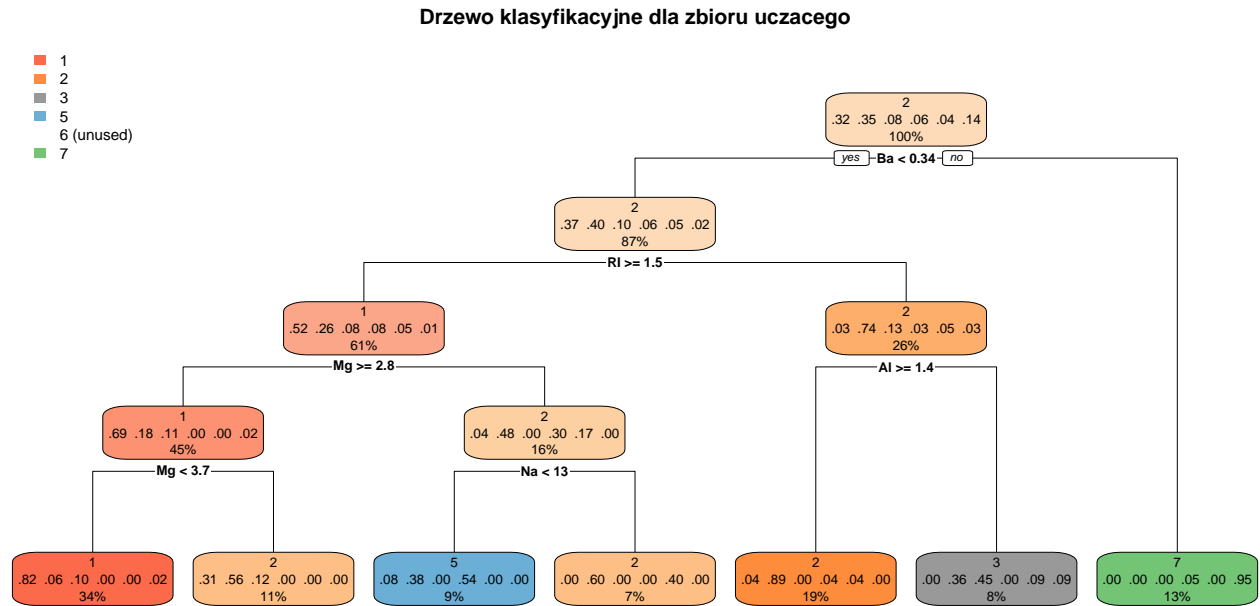 Drzewo klasyfikacyjne dla zbioru uczacego
1
2
3
5
6 (unused)
7
2
.32 .35 .08 .06 .04 .14
100%
yes Ba < 0.34 no
2
.37 .40 .10 .06 .05 .02
87%
RI >= 1.5
1
.52 .26 .08 .08 .05 .01
61%
Mg >= 2.8
2
.03 .74 .13 .03 .05 .03
26%
Al >= 1.4
1
.69 .18 .11 .00 .00 .02
45%
Mg < 3.7
2
.04 .48 .00 .30 .17 .00
16%
Na < 13
1
.82 .06 .10 .00 .00 .02
34%
2
.31 .56 .12 .00 .00 .00
11%
5
.08 .38 .00 .54 .00 .00
9%
2
.00 .60 .00 .00 .40 .00
7%
2
.04 .89 .00 .04 .04 .00
19%
3
.00 .36 .45 .00 .09 .09
8%
7
.00 .00 .00 .05 .00 .95
13%